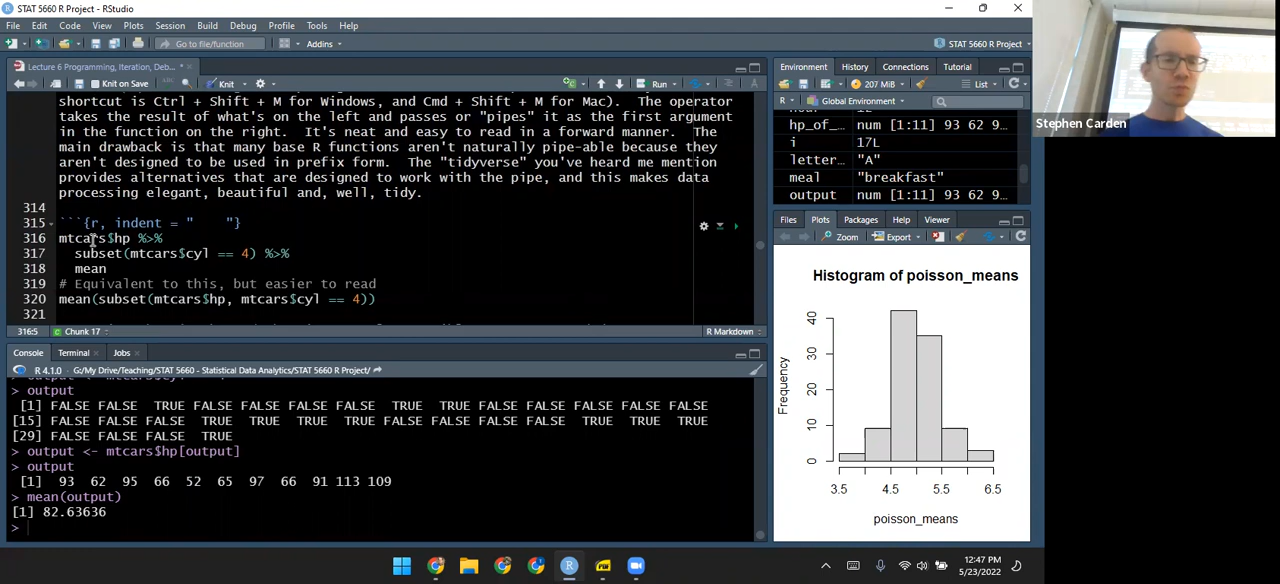 STAT 5660 R Project - RStudio
File Edit Code View Plots Session Build Debug Profile Tools Help
Go to file/function Addins STAT 5660 R Project
Lecture 6 Programming, Iteration, Deb...
Knit on Save Knit Run
shortcut is Ctrl + Shift + M for Windows, and Cmd + Shift + M for Mac). The operator
takes the result of what's on the left and passes or "pipes" it as the first argument
in the function on the right. It's neat and easy to read in a forward manner. The
main drawback is that many base R functions aren't naturally pipe-able because they
aren't designed to be used in prefix form. The "tidyverse" you've heard me mention
provides alternatives that are designed to work with the pipe, and this makes data
processing elegant, beautiful and, well, tidy.
314
315 ```{r, indent = "    "}
316 mtcars$hp %>%
317 subset(mtcars$cyl == 4) %>%
318 mean
319 # Equivalent to this, but easier to read
320 mean(subset(mtcars$hp, mtcars$cyl == 4))
321
316:5 Chunk 17 R Markdown
Console Terminal Jobs
R 4.1.0 · G:/My Drive/Teaching/STAT 5660 - Statistical Data Analytics/STAT 5660 R Project/
> output
[1] FALSE FALSE TRUE FALSE FALSE FALSE FALSE TRUE TRUE FALSE FALSE FALSE FALSE FALSE
[15] FALSE FALSE FALSE TRUE TRUE TRUE TRUE FALSE FALSE FALSE FALSE TRUE TRUE TRUE
[29] FALSE FALSE FALSE TRUE
> output <- mtcars$hp[output]
> output
[1] 93 62 95 66 52 65 97 66 91 113 109
> mean(output)
[1] 82.63636
>
Environment History Connections Tutorial
207 MiB List
R Global Environment
hp_of_... num [1:11] 93 62 9...
i 17L
letter... "A"
meal "breakfast"
output num [1:11] 93 62 9...
Files Plots Packages Help Viewer
Zoom Export
Histogram of poisson_means
Frequency
40
30
20
10
0
3.5 4.5 5.5 6.5
poisson_means
Stephen Carden
12:47 PM
5/23/2022